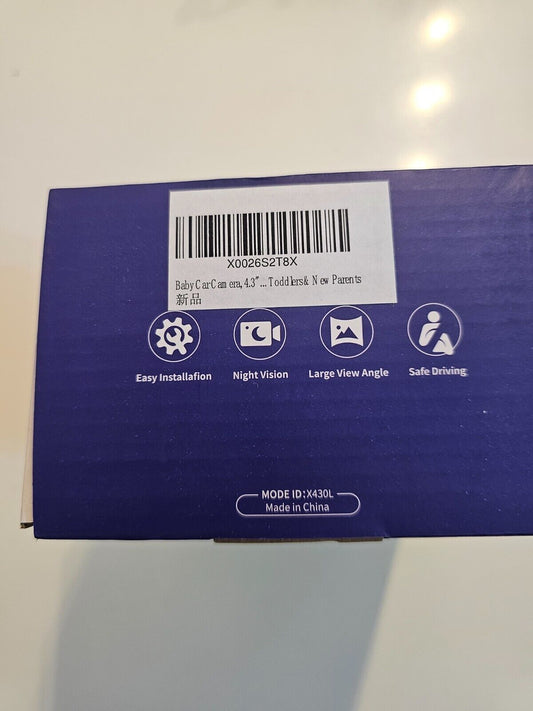 X0026S2T8X
Baby Car Camera, 4.3"... Toddlers& New Parents
新品
Easy Installafion
Night Vision
Large View Angle
Safe Driving
MODE ID:X430L
Made in China